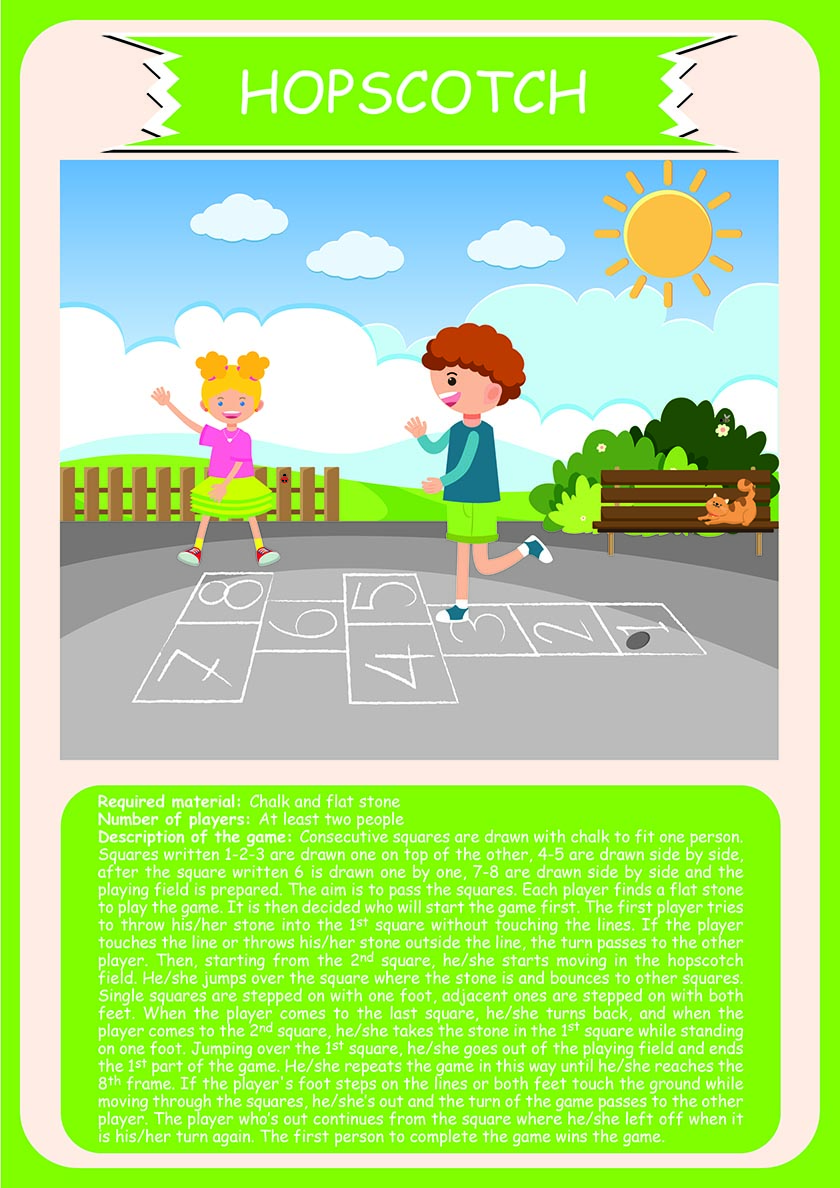 HOPSCOTCH
8
5
6
3
2
1
7
4
Required material: Chalk and flat stone
Number of players: At least two people
Description of the game: Consecutive squares are drawn with chalk to fit one person.
Squares written 1-2-3 are drawn one on top of the other, 4-5 are drawn side by side,
after the square written 6 is drawn one by one, 7-8 are drawn side by side and the
playing field is prepared. The aim is to pass the squares. Each player finds a flat stone
to play the game. It is then decided who will start the game first. The first player tries
to throw his/her stone into the 1st square without touching the lines. If the player
touches the line or throws his/her stone outside the line, the turn passes to the other
player. Then, starting from the 2nd square, he/she starts moving in the hopscotch
field. He/she jumps over the square where the stone is and bounces to other squares.
Single squares are stepped on with one foot, adjacent ones are stepped on with both
feet. When the player comes to the last square, he/she turns back, and when the
player comes to the 2nd square, he/she takes the stone in the 1st square while standing
on one foot. Jumping over the 1st square, he/she goes out of the playing field and ends
the 1st part of the game. He/she repeats the game in this way until he/she reaches the
8th frame. If the player's foot steps on the lines or both feet touch the ground while
moving through the squares, he/she's out and the turn of the game passes to the other
player. The player who's out continues from the square where he/she left off when it
is his/her turn again. The first person to complete the game wins the game.